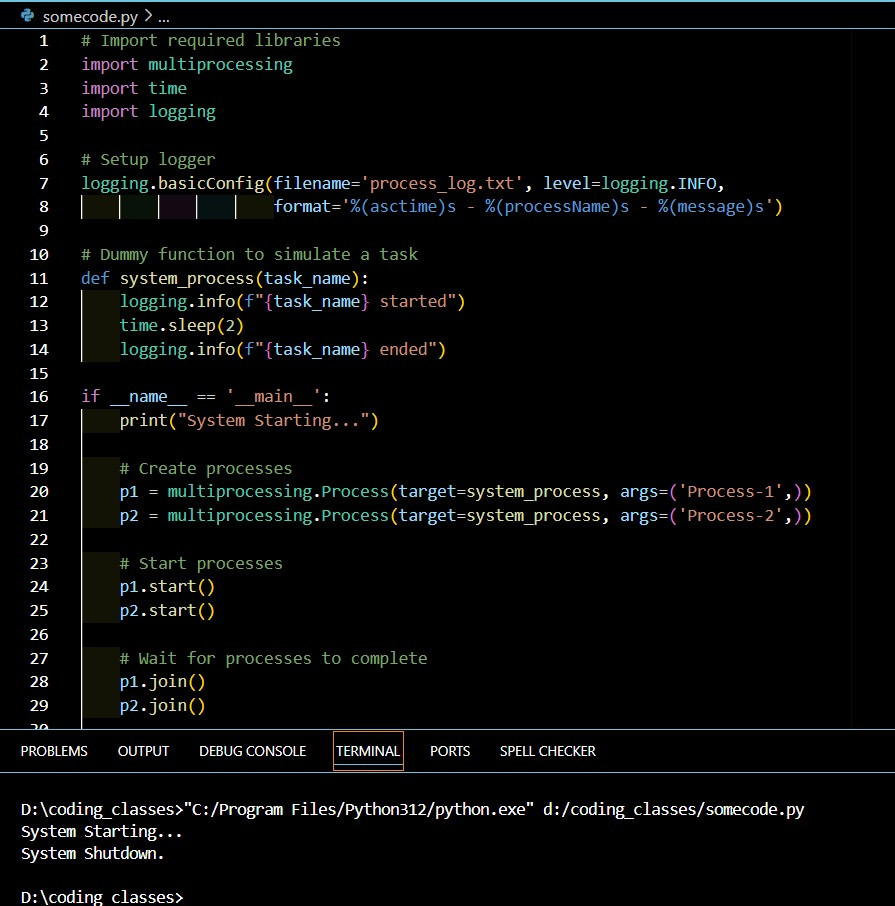 somecode.py > ...
1 # Import required libraries
2 import multiprocessing
3 import time
4 import logging
5
6 # Setup logger
7 logging.basicConfig(filename='process_log.txt', level=logging.INFO,
8                     format='%(asctime)s - %(processName)s - %(message)s')
9
10 # Dummy function to simulate a task
11 def system_process(task_name):
12     logging.info(f"{task_name} started")
13     time.sleep(2)
14     logging.info(f"{task_name} ended")
15
16 if __name__ == '__main__':
17     print("System Starting...")
18
19     # Create processes
20     p1 = multiprocessing.Process(target=system_process, args=('Process-1',))
21     p2 = multiprocessing.Process(target=system_process, args=('Process-2',))
22
23     # Start processes
24     p1.start()
25     p2.start()
26
27     # Wait for processes to complete
28     p1.join()
29     p2.join()
30
PROBLEMS OUTPUT DEBUG CONSOLE TERMINAL PORTS SPELL CHECKER
D:\coding_classes>"C:/Program Files/Python312/python.exe" d:/coding_classes/somecode.py
System Starting...
System Shutdown.
D:\coding_classes>